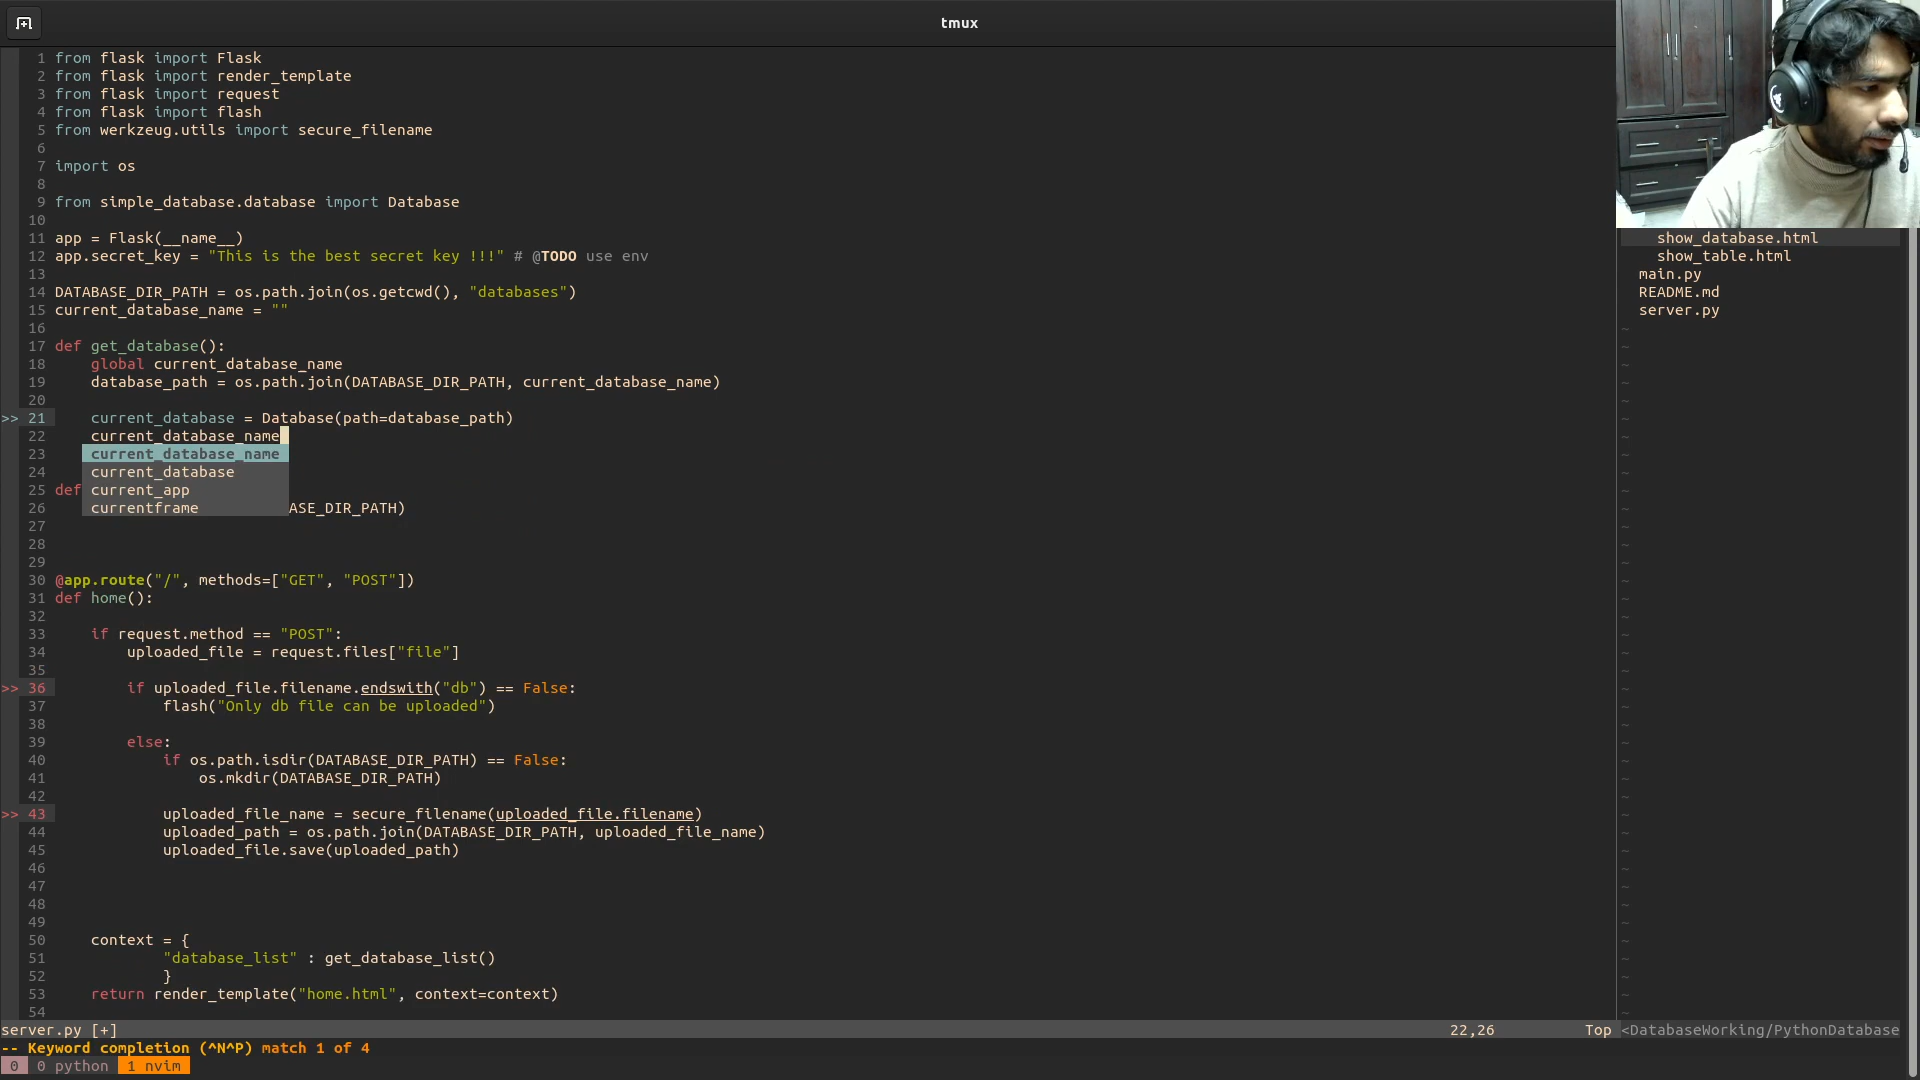 tmux
1 from flask import Flask
2 from flask import render_template
3 from flask import request
4 from flask import flash
5 from werkzeug.utils import secure_filename
6
7 import os
8
9 from simple_database.database import Database
10
11 app = Flask(__name__)
12 app.secret_key = "This is the best secret key !!!" # @TODO use env
13
14 DATABASE_DIR_PATH = os.path.join(os.getcwd(), "databases")
15 current_database_name = ""
16
17 def get_database():
18     global current_database_name
19     database_path = os.path.join(DATABASE_DIR_PATH, current_database_name)
20
>> 21     current_database = Database(path=database_path)
22     current_database_name
23     current_database_name
24     current_database
25 def current_app
26     currentframe ASE_DIR_PATH)
27
28
29
30 @app.route("/", methods=["GET", "POST"])
31 def home():
32
33     if request.method == "POST":
34         uploaded_file = request.files["file"]
35
>> 36         if uploaded_file.filename.endswith("db") == False:
37             flash("Only db file can be uploaded")
38
39         else:
40             if os.path.isdir(DATABASE_DIR_PATH) == False:
41                 os.mkdir(DATABASE_DIR_PATH)
42
>> 43             uploaded_file_name = secure_filename(uploaded_file.filename)
44             uploaded_path = os.path.join(DATABASE_DIR_PATH, uploaded_file_name)
45             uploaded_file.save(uploaded_path)
46
47
48
49
50     context = {
51             "database_list" : get_database_list()
52             }
53     return render_template("home.html", context=context)
54
show_database.html
show_table.html
main.py
README.md
server.py
server.py [+] 22,26 Top <DatabaseWorking/PythonDatabase
-- Keyword completion (^N^P) match 1 of 4
0 0 python 1 nvim